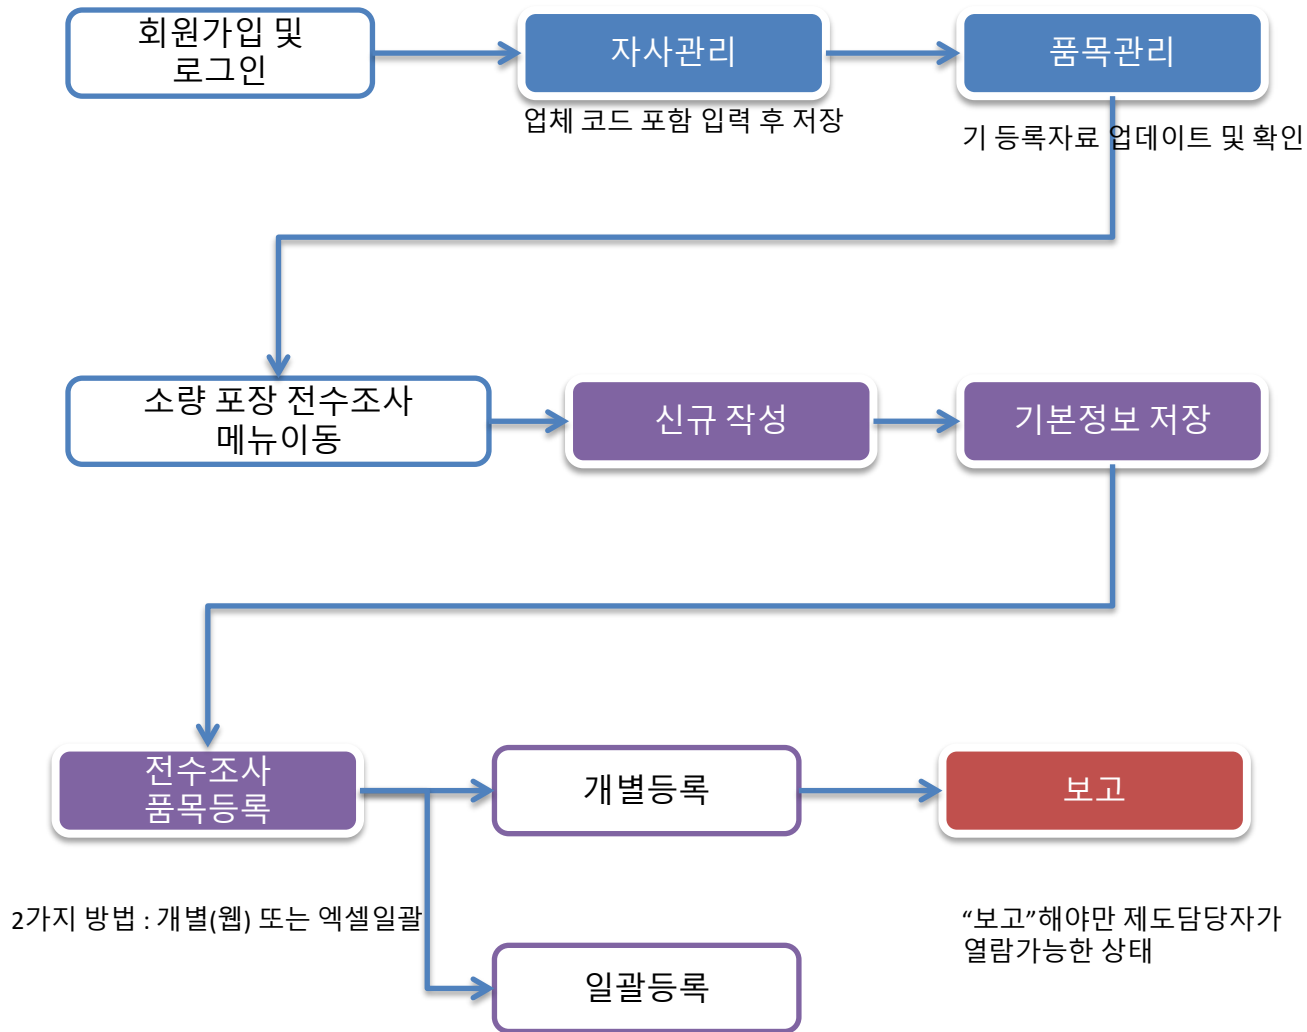 회원가입 및
로그인
자사관리
품목관리
업체 코드 포함 입력 후 저장
기 등록자료 업데이트 및 확인
소량 포장 전수조사
메뉴이동
신규 작성
기본정보 저장
전수조사
품목등록
개별등록
보고
2가지 방법 : 개별(웹) 또는 엑셀일괄
“보고”해야만 제도담당자가
열람가능한 상태
일괄등록